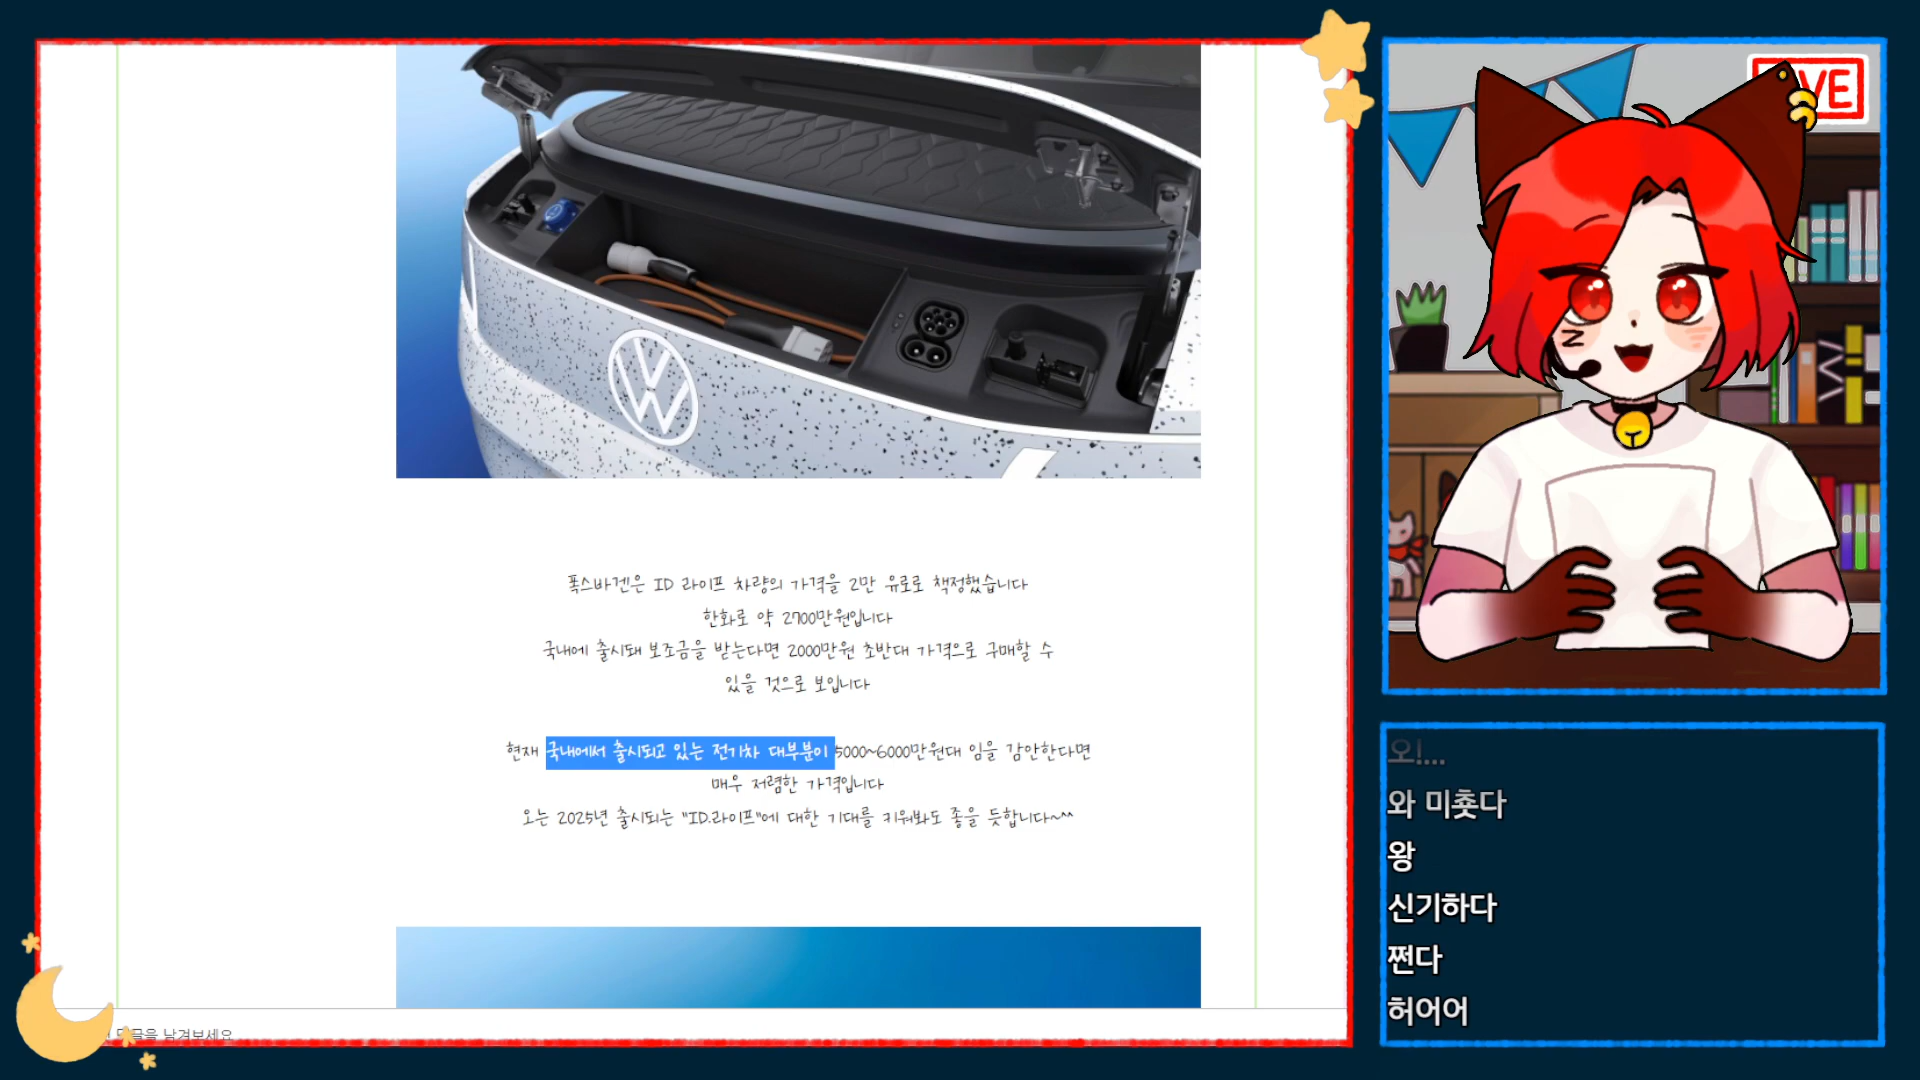 폭스바겐은 ID 라이프 차량의 가격을 2만 유로로 책정했습니다
한화로 약 2700만원입니다
국내에 출시돼 보조금을 받는다면 2000만원 초반대 가격으로 구매할 수
있을 것으로 보입니다
현재 국내에서 출시되고 있는 전기차 대부분이 5000~6000만원대 임을 감안한다면
매우 저렴한 가격입니다
오는 2025년 출시되는 "ID.라이프"에 대한 기대를 키워봐도 좋을 듯합니다~^^
글을 남겨보세요
오!...
와 미춋다
왕
신기하다
쩐다
허어어